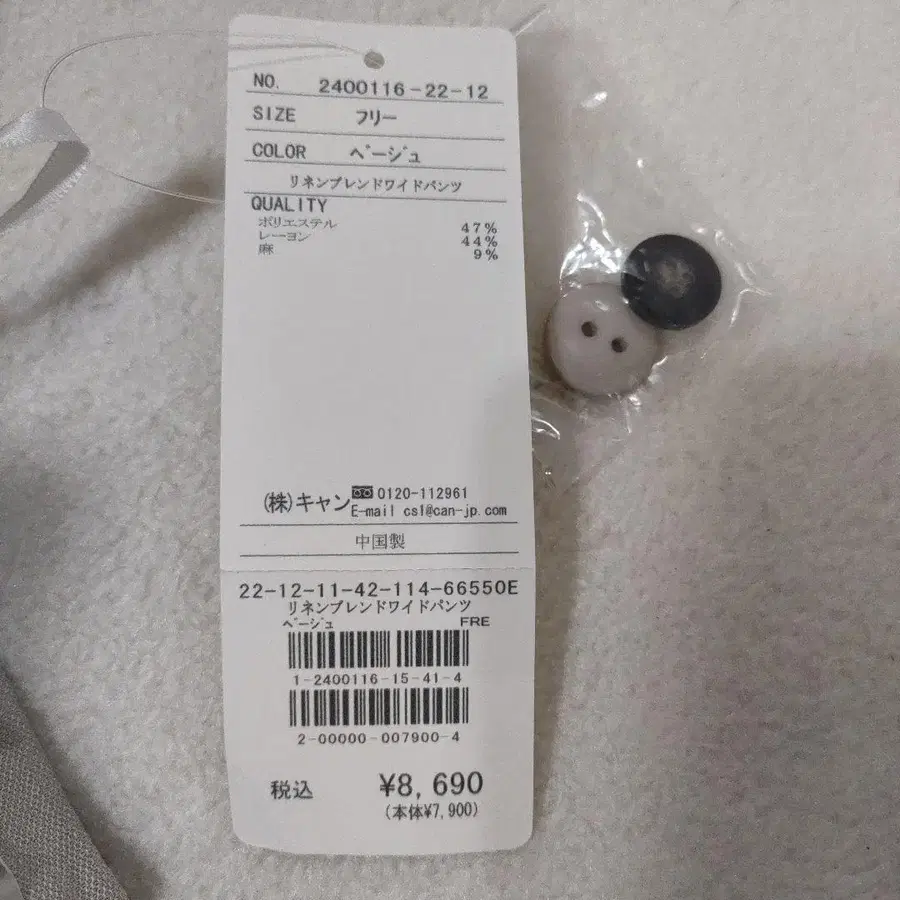 NO. 2400116-22-12
SIZE フリー
COLOR ベージュ
リネンブレンドワイドパンツ
QUALITY
ポリエステル 47%
レーヨン 44%
麻 9%
(株)キャン 0120-112961
E-mail cs1@can-jp.com
中国製
22-12-11-42-114-66550E
リネンブレンドワイドパンツ
ベージュ FRE
1-2400116-15-41-4
2-00000-007900-4
税込 ¥8,690
(本体¥7,900)